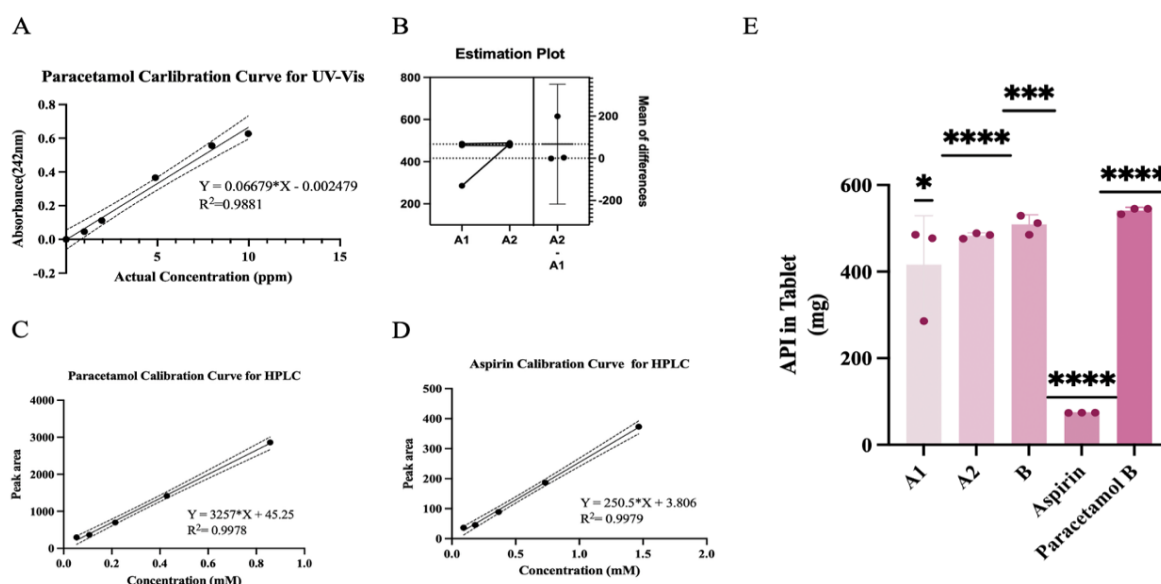 A
Paracetamol Carlibration Curve for UV-Vis
0.8
0.6
0.4
0.2
0.0
-0.2
0
5
10
15
Absorbance(242nm)
Actual Concentration (ppm)
Y = 0.06679*X - 0.002479
R2=0.9881
B
Estimation Plot
800
600
400
200
200
0
-200
Mean of differences
A1
A2
A2
-
A1
C
Paracetamol Calibration Curve for HPLC
4000
3000
2000
1000
0
0.0
0.2
0.4
0.6
0.8
1.0
Peak area
Concentration (mM)
Y = 3257*X + 45.25
R2= 0.9978
D
Aspirin Calibration Curve for HPLC
500
400
300
200
100
0
0.0
0.5
1.0
1.5
2.0
Peak area
Concentration (mM)
Y = 250.5*X + 3.806
R2= 0.9979
E
***
****
****
*
****
600
400
200
0
API in Tablet
(mg)
A1
A2
B
Aspirin
Paracetamol B